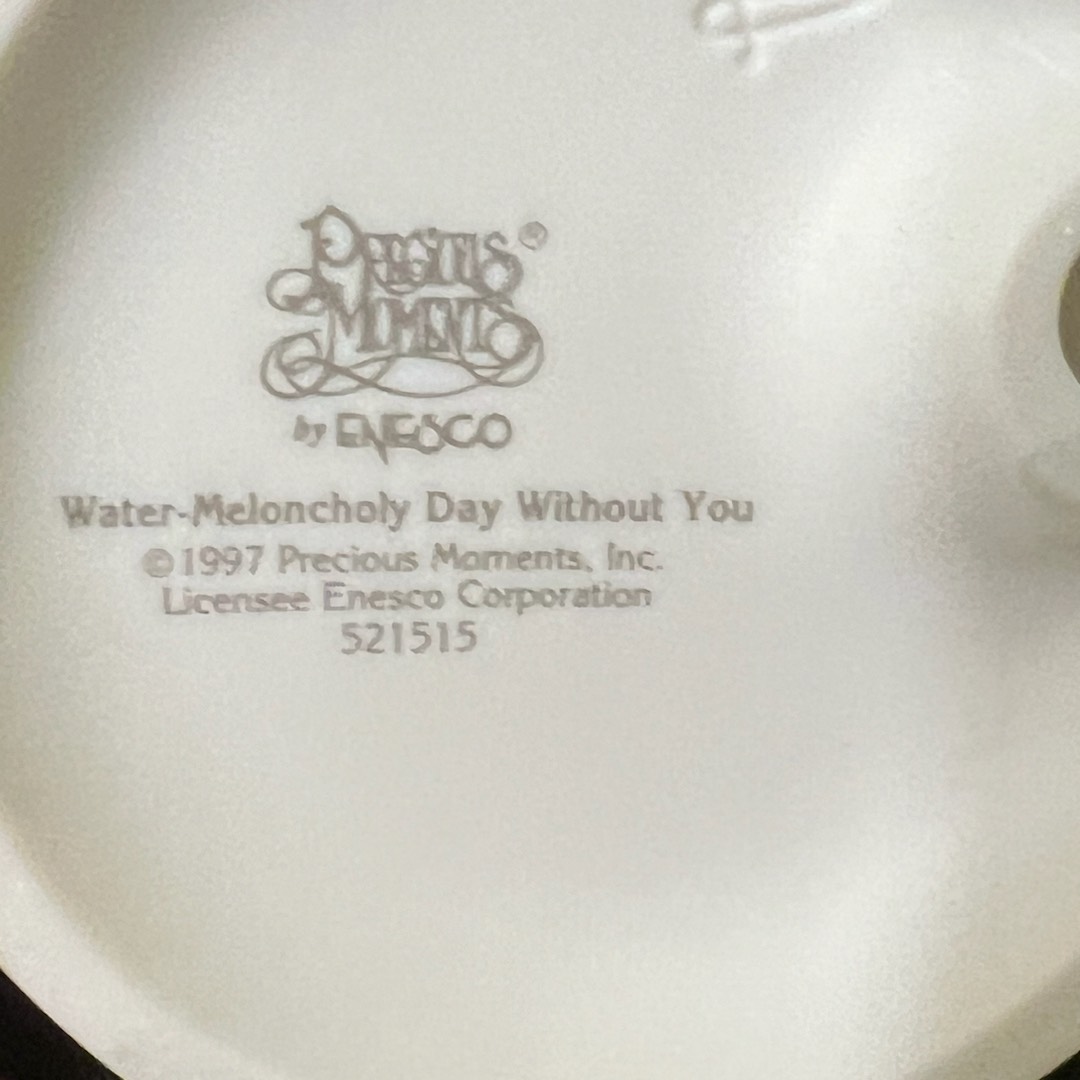 PRECIOUS ®
MOMENTS
by ENESCO
Water-Meloncholy Day Without You
©1997 Precious Moments, Inc.
Licensee Enesco Corporation
521515